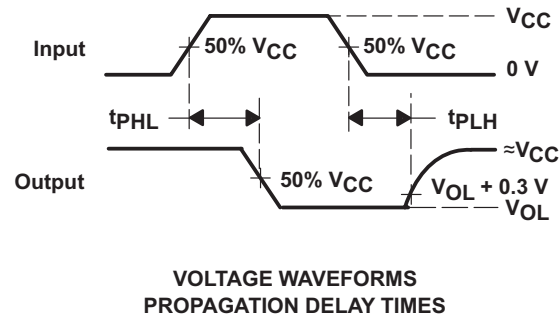 VCC
Input
50% VCC
50% VCC
0 V
tPHL
tPLH
≈VCC
Output
50% VCC
VOL + 0.3 V
VOL
VOLTAGE WAVEFORMS
PROPAGATION DELAY TIMES